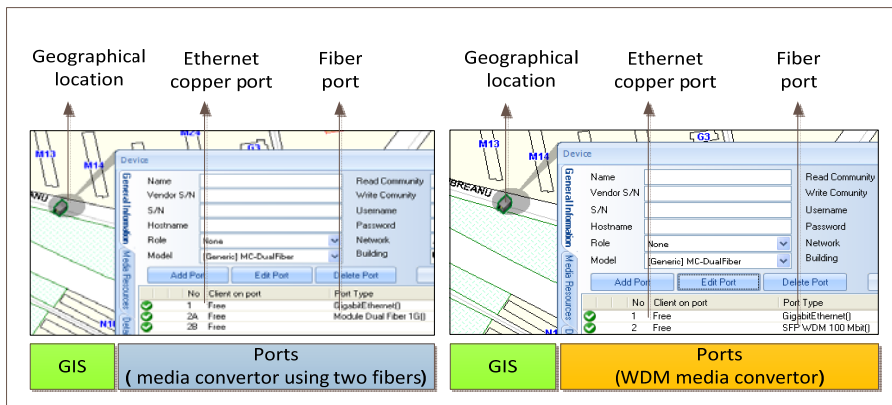 Geographical location
Ethernet copper port
Fiber port
M24
G3
M13
M14
BREANU
Device
General Information
Media Resources
Name
Vendor S/N
S/N
Hostname
Role
None
Model
[Generic] MC-DualFiber
Read Community
Write Comunity
Username
Password
Network
Building
Add Port
Edit Port
Delete Port
No Client on port Port Type
1 Free GigabitEthernet()
2A Free Module Dual Fiber 1G()
2B Free
GIS
Ports
( media convertor using two fibers)
Geographical location
Ethernet copper port
Fiber port
G3
M13
M14
BREANU
Device
General Information
Media Resources
Name
Vendor S/N
S/N
Hostname
Role
None
Model
[Generic] MC-DualFiber
Read Community
Write Comunity
Username
Password
Network
Building
Add Port
Edit Port
Delete Port
No Client on port Port Type
1 Free GigabitEthernet()
2 Free SFP WDM 100 Mbit()
GIS
Ports
(WDM media convertor)